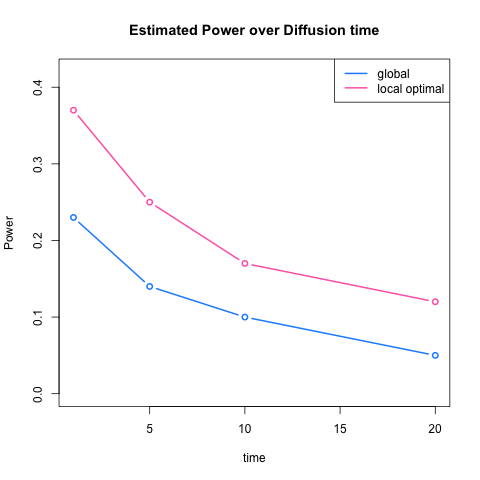 Estimated Power over Diffusion time
global
local optimal
Power
0.4
0.3
0.2
0.1
0.0
5 10 15 20
time